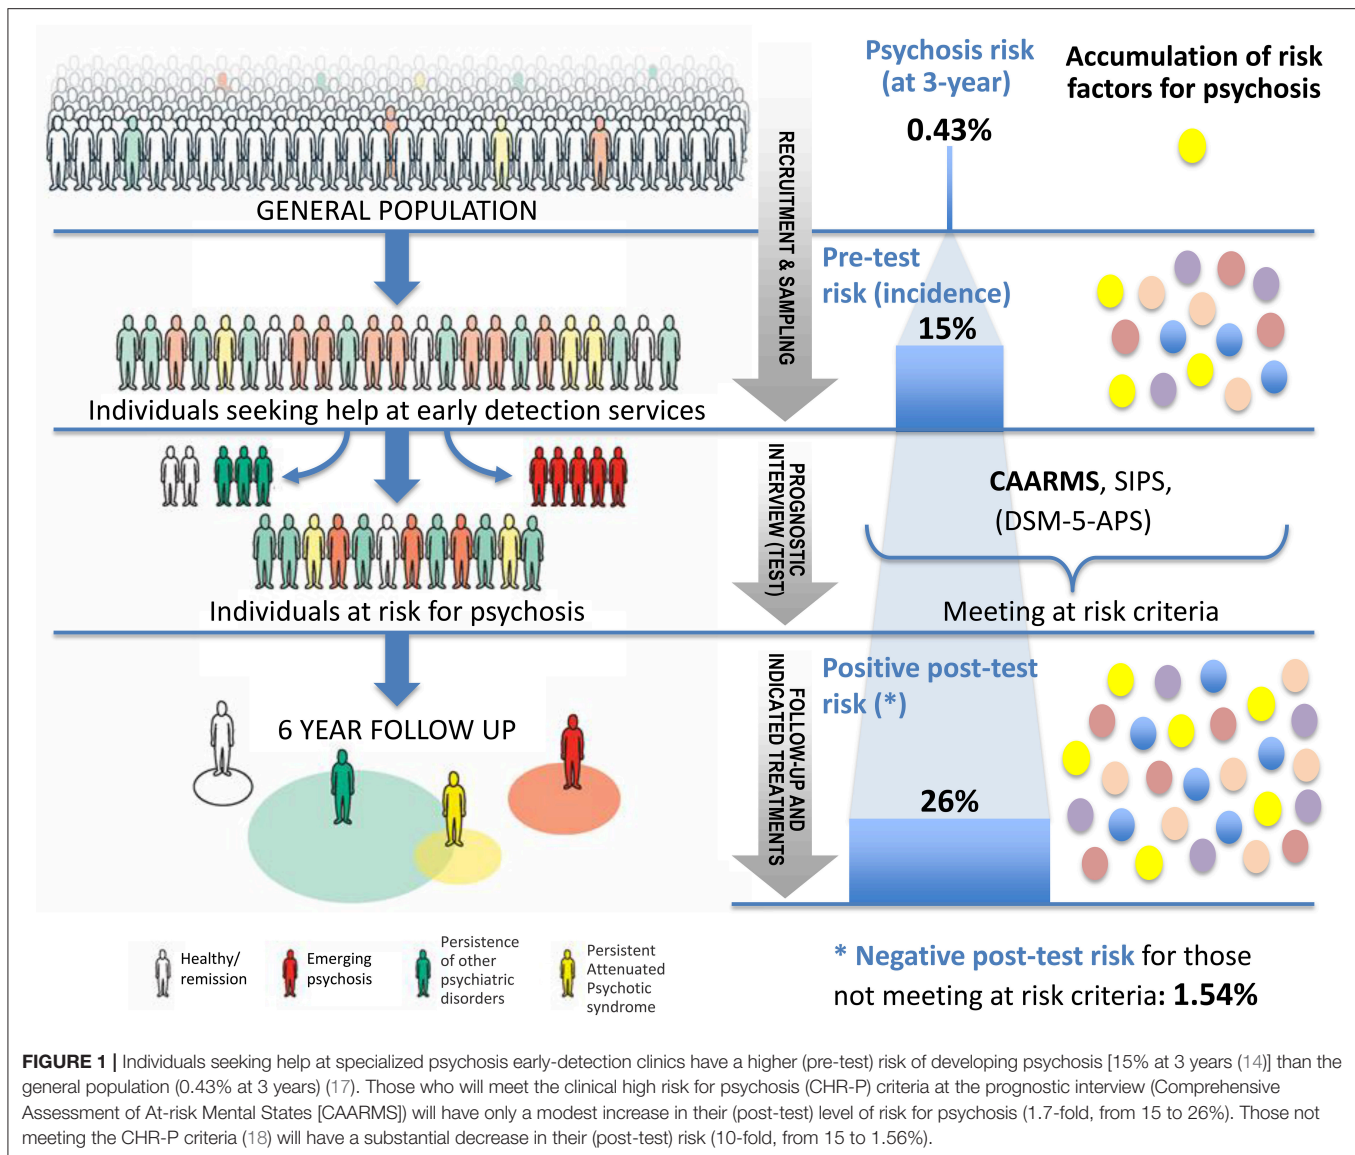 Psychosis risk
(at 3-year)
0.43%
Accumulation of risk
factors for psychosis
GENERAL POPULATION
RECRUITMENT & SAMPLING
Pre-test
risk (incidence)
15%
Individuals seeking help at early detection services
PROGNOSTIC
INTERVIEW (TEST)
CAARMS, SIPS,
(DSM-5-APS)
Individuals at risk for psychosis
Meeting at risk criteria
FOLLOW-UP AND
INDICATED TREATMENTS
Positive post-test
risk (*)
6 YEAR FOLLOW UP
26%
Healthy/
remission
Emerging
psychosis
Persistence
of other
psychiatric
disorders
Persistent
Attenuated
Psychotic
syndrome
* Negative post-test risk for those
not meeting at risk criteria: 1.54%
FIGURE 1 | Individuals seeking help at specialized psychosis early-detection clinics have a higher (pre-test) risk of developing psychosis [15% at 3 years (14)] than the
general population (0.43% at 3 years) (17). Those who will meet the clinical high risk for psychosis (CHR-P) criteria at the prognostic interview (Comprehensive
Assessment of At-risk Mental States [CAARMS]) will have only a modest increase in their (post-test) level of risk for psychosis (1.7-fold, from 15 to 26%). Those not
meeting the CHR-P criteria (18) will have a substantial decrease in their (post-test) risk (10-fold, from 15 to 1.56%).